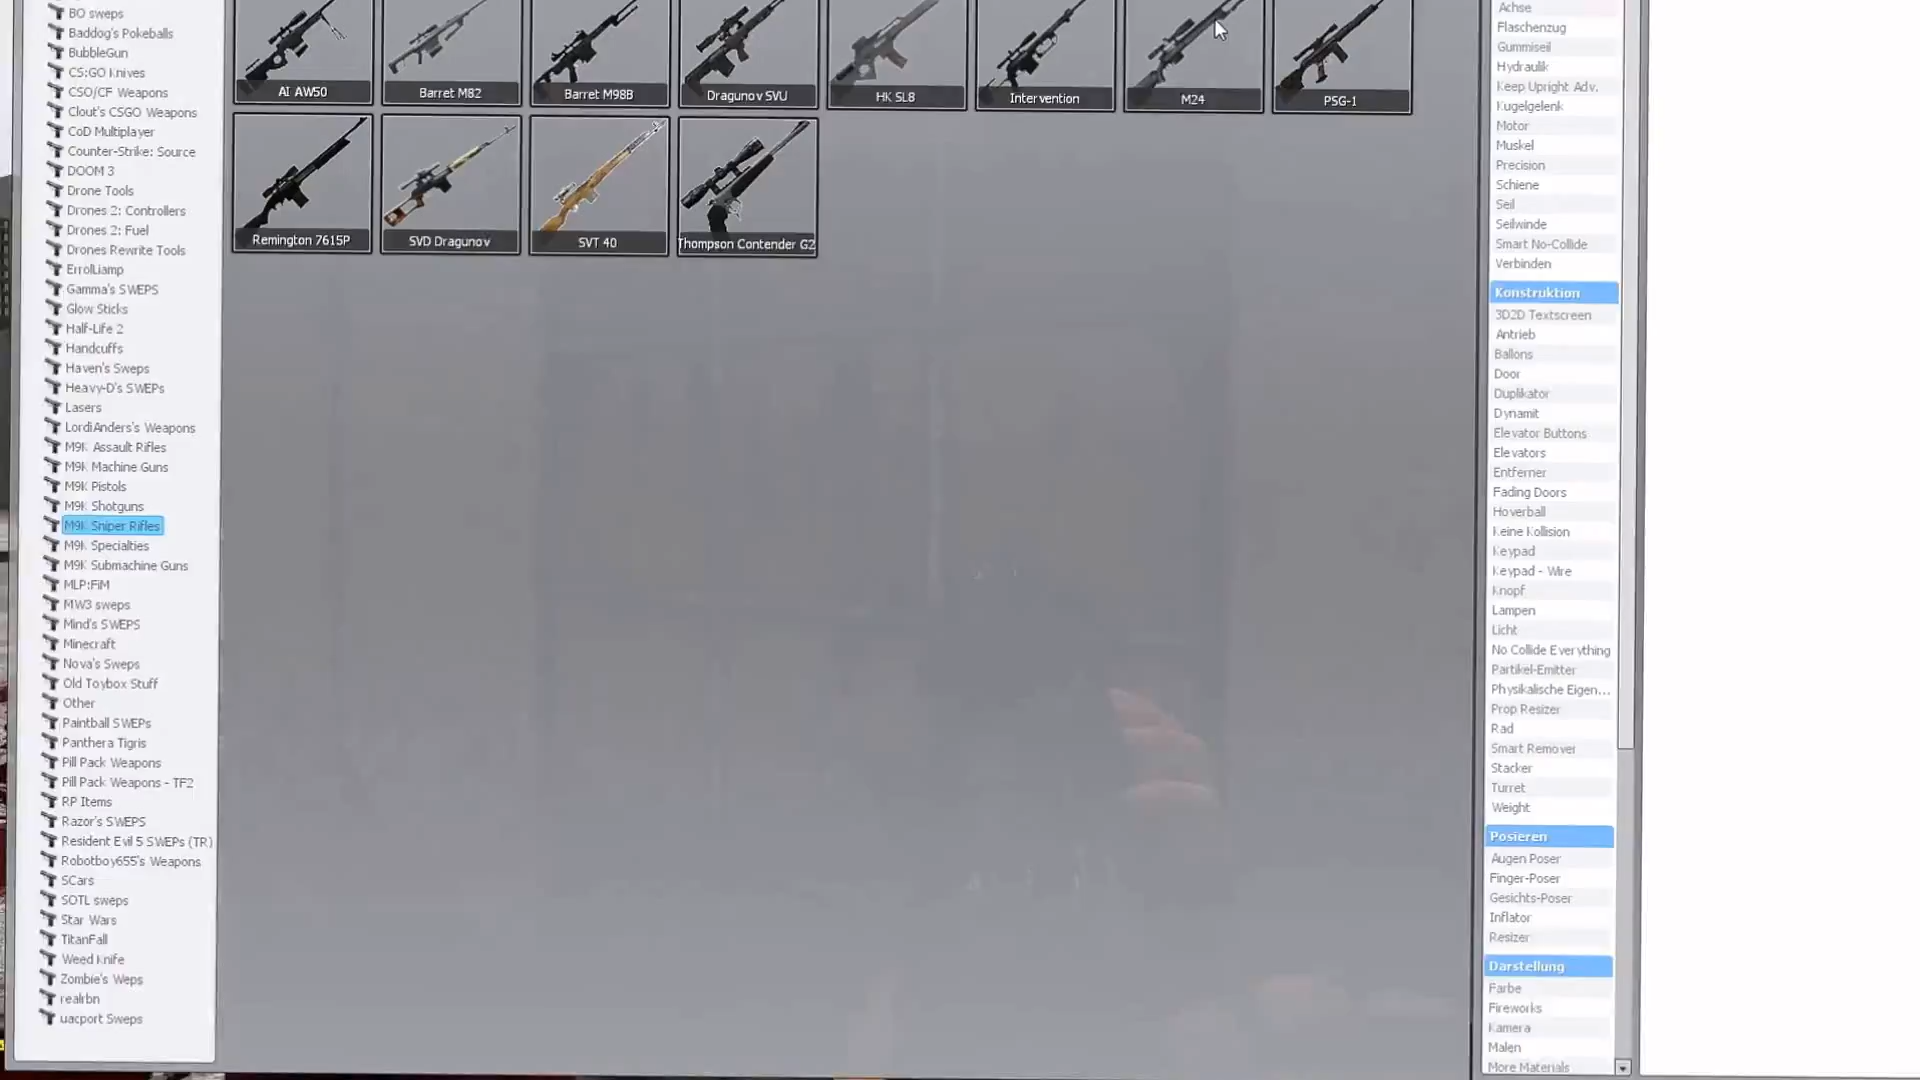 BO sweps
Baddog's Pokeballs
BubbleGun
CS:GO Knives
CSO/CF Weapons
Clout's CSGO Weapons
CoD Multiplayer
Counter-Strike: Source
DOOM 3
Drone Tools
Drones 2: Controllers
Drones 2: Fuel
Drones Rewrite Tools
ErrolLiamp
Gamma's SWEPS
Glow Sticks
Half-Life 2
Handcuffs
Haven's Sweps
Heavy-D's SWEPs
Lasers
LordiAnders's Weapons
M9K Assault Rifles
M9K Machine Guns
M9K Pistols
M9K Shotguns
M9K Sniper Rifles
M9K Specialties
M9K Submachine Guns
MLP:FiM
MW3 sweps
Mind's SWEPS
Minecraft
Nova's Sweps
Old Toybox Stuff
Other
Paintball SWEPs
Panthera Tigris
Pill Pack Weapons
Pill Pack Weapons - TF2
RP Items
Razor's SWEPS
Resident Evil 5 SWEPs (TR)
Robotboy655's Weapons
SCars
SOTL sweps
Star Wars
TitanFall
Weed Knife
Zombie's Weps
realrbn
uacport Sweps
AI AW50
Barret M82
Barret M98B
Dragunov SVU
HK SL8
Intervention
M24
PSG-1
Remington 7615P
SVD Dragunov
SVT 40
Thompson Contender G2
Achse
Flaschenzug
Gummiseil
Hydraulik
Keep Upright Adv.
Kugelgelenk
Motor
Muskel
Precision
Schiene
Seil
Seilwinde
Smart No-Collide
Verbinden
Konstruktion
3D2D Textscreen
Antrieb
Ballons
Door
Duplikator
Dynamit
Elevator Buttons
Elevators
Entferner
Fading Doors
Hoverball
Keine Kollision
Keypad
Keypad - Wire
Knopf
Lampen
Licht
No Collide Everything
Partikel-Emitter
Physikalische Eigen...
Prop Resizer
Rad
Smart Remover
Stacker
Turret
Weight
Posieren
Augen Poser
Finger-Poser
Gesichts-Poser
Inflator
Resizer
Darstellung
Farbe
Fireworks
Kamera
Malen
More Materials